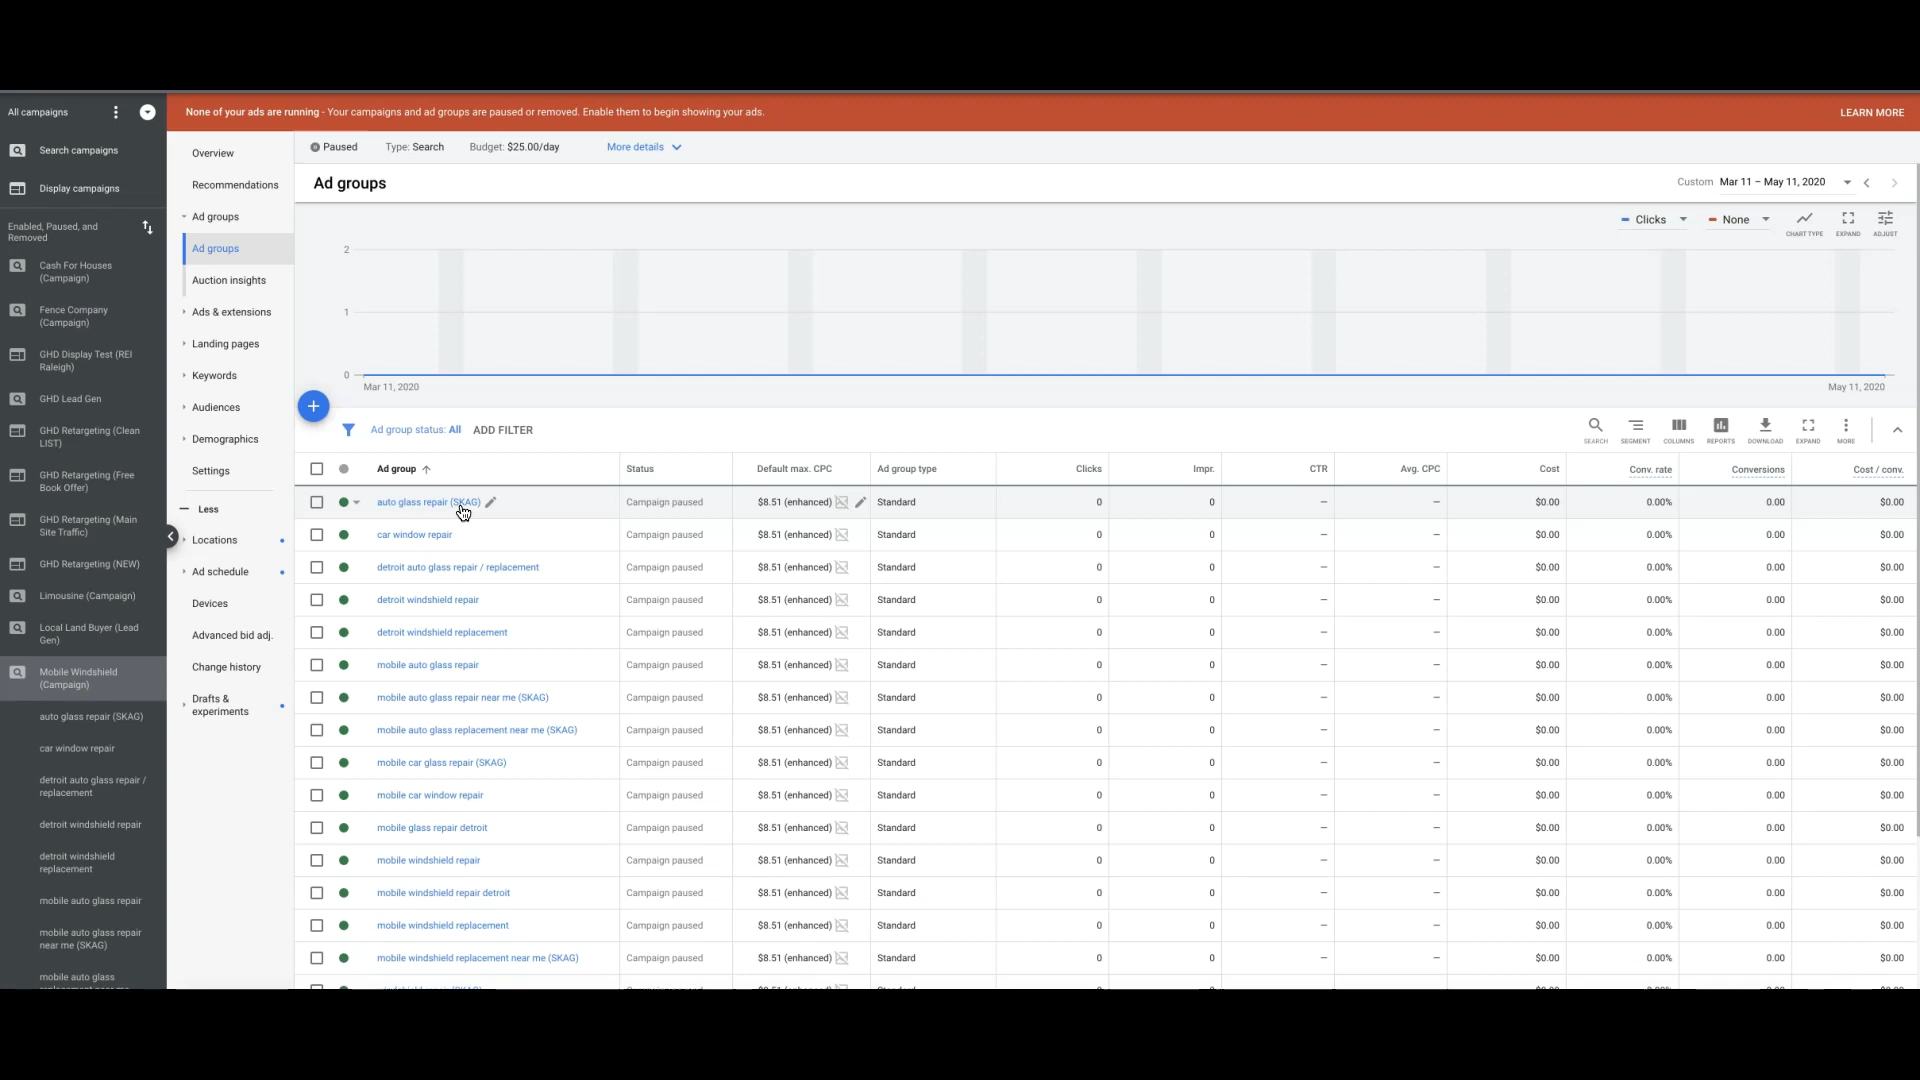 All campaigns
Search campaigns
Display campaigns
Enabled, Paused, and
Removed
Cash For Houses
(Campaign)
Fence Company
(Campaign)
GHD Display Test (REI
Raleigh)
GHD Lead Gen
GHD Retargeting (Clean
LIST)
GHD Retargeting (Free
Book Offer)
GHD Retargeting (Main
Site Traffic)
GHD Retargeting (NEW)
Limousine (Campaign)
Local Land Buyer (Lead
Gen)
Mobile Windshield
(Campaign)
auto glass repair (SKAG)
car window repair
detroit auto glass repair /
replacement
detroit windshield repair
detroit windshield
replacement
mobile auto glass repair
mobile auto glass repair
near me (SKAG)
mobile auto glass
None of your ads are running - Your campaigns and ad groups are paused or removed. Enable them to begin showing your ads.
LEARN MORE
Overview
Recommendations
Ad groups
Ad groups
Auction insights
Ads & extensions
Landing pages
Keywords
Audiences
Demographics
Settings
Less
Locations
Ad schedule
Devices
Advanced bid adj.
Change history
Drafts &
experiments
Paused Type: Search Budget: $25.00/day More details
Ad groups
Custom Mar 11 – May 11, 2020
Clicks None CHART TYPE EXPAND ADJUST
2
1
0
Mar 11, 2020 May 11, 2020
Ad group status: All ADD FILTER
SEARCH SEGMENT COLUMNS REPORTS DOWNLOAD EXPAND MORE
Ad group Status Default max. CPC Ad group type Clicks Impr. CTR Avg. CPC Cost Conv. rate Conversions Cost / conv.
auto glass repair (SKAG) Campaign paused $8.51 (enhanced) Standard 0 0 – – $0.00 0.00% 0.00 $0.00
car window repair Campaign paused $8.51 (enhanced) Standard 0 0 – – $0.00 0.00% 0.00 $0.00
detroit auto glass repair / replacement Campaign paused $8.51 (enhanced) Standard 0 0 – – $0.00 0.00% 0.00 $0.00
detroit windshield repair Campaign paused $8.51 (enhanced) Standard 0 0 – – $0.00 0.00% 0.00 $0.00
detroit windshield replacement Campaign paused $8.51 (enhanced) Standard 0 0 – – $0.00 0.00% 0.00 $0.00
mobile auto glass repair Campaign paused $8.51 (enhanced) Standard 0 0 – – $0.00 0.00% 0.00 $0.00
mobile auto glass repair near me (SKAG) Campaign paused $8.51 (enhanced) Standard 0 0 – – $0.00 0.00% 0.00 $0.00
mobile auto glass replacement near me (SKAG) Campaign paused $8.51 (enhanced) Standard 0 0 – – $0.00 0.00% 0.00 $0.00
mobile car glass repair (SKAG) Campaign paused $8.51 (enhanced) Standard 0 0 – – $0.00 0.00% 0.00 $0.00
mobile car window repair Campaign paused $8.51 (enhanced) Standard 0 0 – – $0.00 0.00% 0.00 $0.00
mobile glass repair detroit Campaign paused $8.51 (enhanced) Standard 0 0 – – $0.00 0.00% 0.00 $0.00
mobile windshield repair Campaign paused $8.51 (enhanced) Standard 0 0 – – $0.00 0.00% 0.00 $0.00
mobile windshield repair detroit Campaign paused $8.51 (enhanced) Standard 0 0 – – $0.00 0.00% 0.00 $0.00
mobile windshield replacement Campaign paused $8.51 (enhanced) Standard 0 0 – – $0.00 0.00% 0.00 $0.00
mobile windshield replacement near me (SKAG) Campaign paused $8.51 (enhanced) Standard 0 0 – – $0.00 0.00% 0.00 $0.00